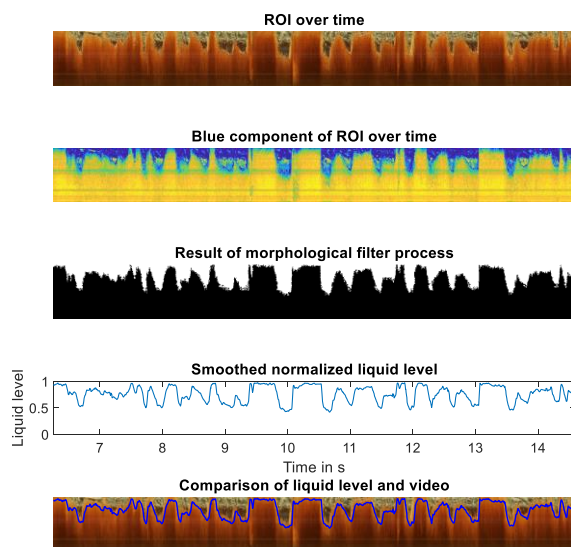 ROI over time
Blue component of ROI over time
Result of morphological filter process
Smoothed normalized liquid level
Liquid level
1
0.5
0
7 8 9 10 11 12 13 14
Time in s
Comparison of liquid level and video